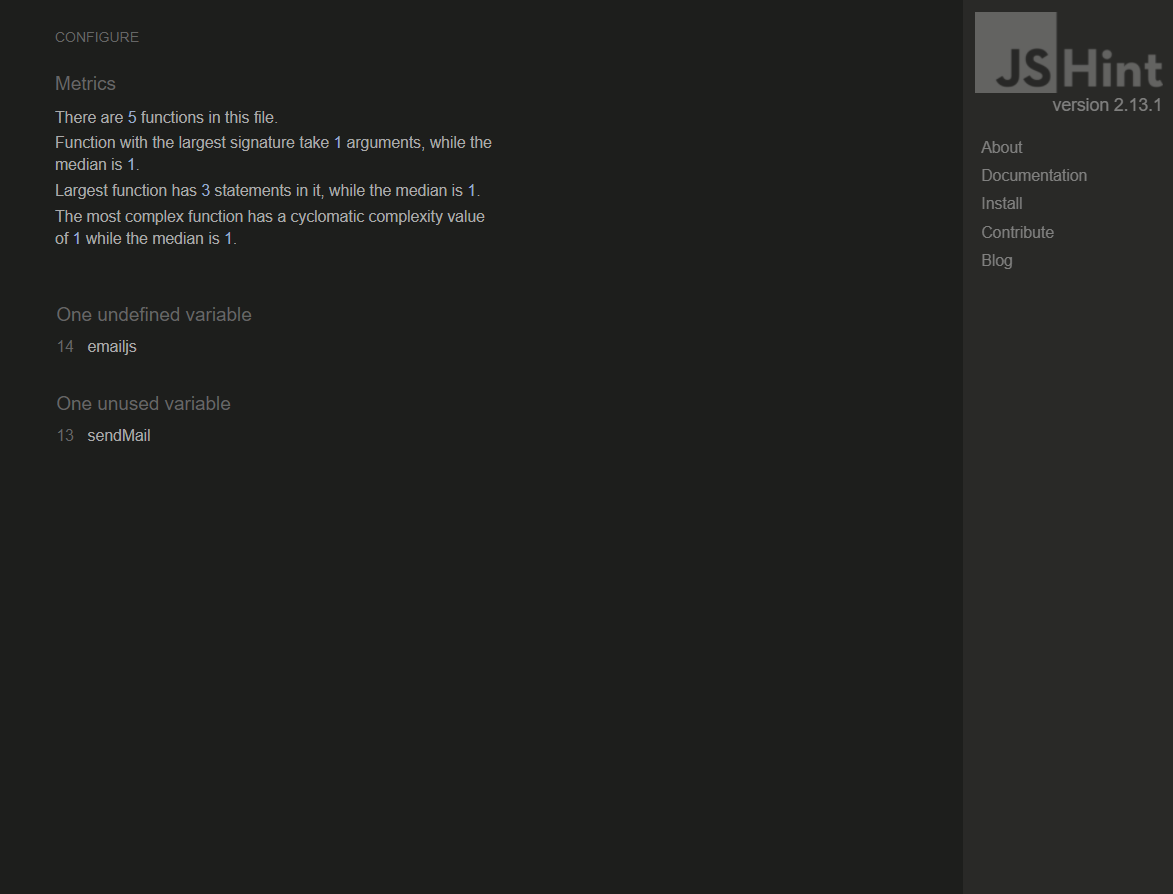 CONFIGURE
Metrics
There are 5 functions in this file.
Function with the largest signature take 1 arguments, while the
median is 1.
Largest function has 3 statements in it, while the median is 1.
The most complex function has a cyclomatic complexity value
of 1 while the median is 1.
One undefined variable
14 emailjs
One unused variable
13 sendMail
JSHint
version 2.13.1
About
Documentation
Install
Contribute
Blog